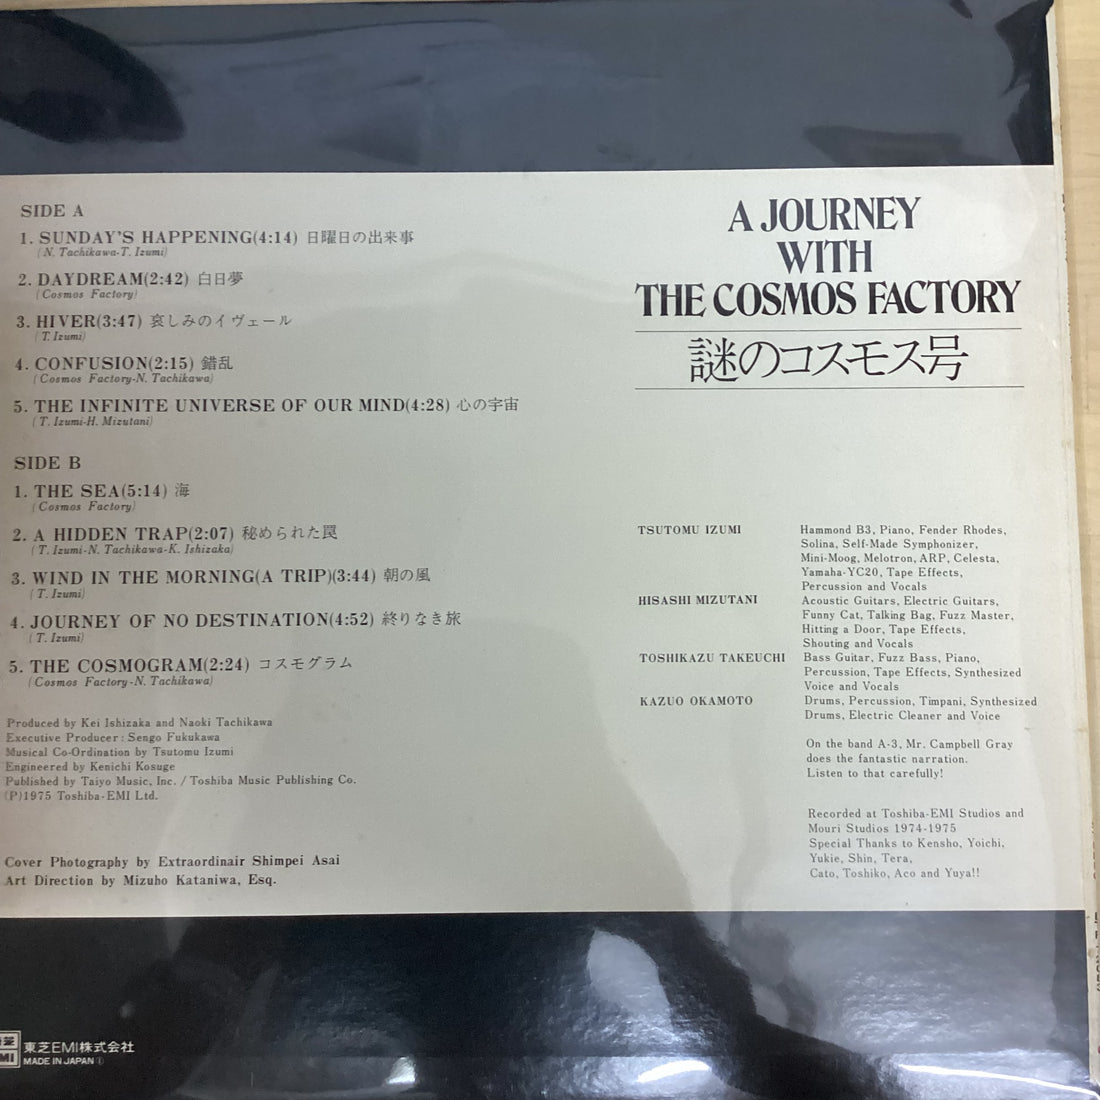 SIDE A
1. SUNDAY'S HAPPENING(4:14) 日曜日の出来事
(N. Tachikawa-T. Izumi)
2. DAYDREAM(2:42) 白日夢
(Cosmos Factory)
3. HIVER(3:47) 哀しみのイヴェール
(T. Izumi)
4. CONFUSION(2:15) 錯乱
(Cosmos Factory-N. Tachikawa)
5. THE INFINITE UNIVERSE OF OUR MIND(4:28) 心の宇宙
(T. Izumi-H. Mizutani)
SIDE B
1. THE SEA(5:14) 海
(Cosmos Factory)
2. A HIDDEN TRAP(2:07) 秘められた罠
(T. Izumi-N. Tachikawa-K. Ishizaka)
3. WIND IN THE MORNING(A TRIP)(3:44) 朝の風
(T. Izumi)
4. JOURNEY OF NO DESTINATION(4:52) 終りなき旅
(T. Izumi)
5. THE COSMOGRAM(2:24) コスモグラム
(Cosmos Factory-N. Tachikawa)
Produced by Kei Ishizaka and Naoki Tachikawa
Executive Producer: Sengo Fukukawa
Musical Co-Ordination by Tsutomu Izumi
Engineered by Kenichi Kosuge
Published by Taiyo Music, Inc. / Toshiba Music Publishing Co.
(P)1975 Toshiba-EMI Ltd.
Cover Photography by Extraordinair Shimpei Asai
Art Direction by Mizuho Kataniwa, Esq.
A JOURNEY
WITH
THE COSMOS FACTORY
謎のコスモス号
TSUTOMU IZUMI Hammond B3, Piano, Fender Rhodes,
Solina, Self-Made Symphonizer,
Mini-Moog, Melotron, ARP, Celesta,
Yamaha-YC20, Tape Effects,
Percussion and Vocals
HISASHI MIZUTANI Acoustic Guitars, Electric Guitars,
Funny Cat, Talking Bag, Fuzz Master,
Hitting a Door, Tape Effects,
Shouting and Vocals
TOSHIKAZU TAKEUCHI Bass Guitar, Fuzz Bass, Piano,
Percussion, Tape Effects, Synthesized
Voice and Vocals
KAZUO OKAMOTO Drums, Percussion, Timpani, Synthesized
Drums, Electric Cleaner and Voice
On the band A-3, Mr. Campbell Gray
does the fantastic narration.
Listen to that carefully!
Recorded at Toshiba-EMI Studios and
Mouri Studios 1974-1975
Special Thanks to Kensho, Yoichi,
Yukie, Shin, Tera,
Cato, Toshiko, Aco and Yuya!!
東芝EMI株式会社
MADE IN JAPAN